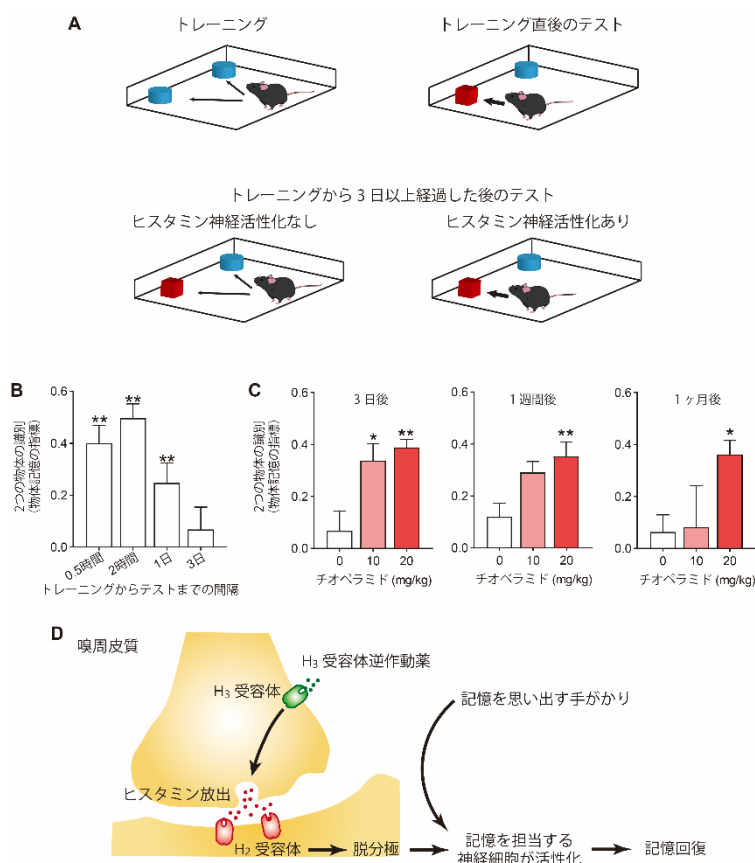 A
トレーニング
トレーニング直後のテスト
トレーニングから3日以上経過した後のテスト
ヒスタミン神経活性化なし
ヒスタミン神経活性化あり
B
2つの物体の識別
(物体記憶の指標)
0.6
0.4
0.2
0.0
**
**
**
0.5時間
2時間
1日
3日
トレーニングからテストまでの間隔
C
2つの物体の識別
(物体記憶の指標)
3日後
0.6
0.4
0.2
0.0
*
**
0
10
20
チオペラミド (mg/kg)
1週間後
0.6
0.4
0.2
0.0
**
0
10
20
チオペラミド (mg/kg)
1ヶ月後
0.6
0.4
0.2
0.0
*
0
10
20
チオペラミド (mg/kg)
D
嗅周皮質
H3 受容体逆作動薬
H3 受容体
記憶を思い出す手がかり
ヒスタミン放出
H2 受容体
脱分極
記憶を担当する
神経細胞が活性化
記憶回復